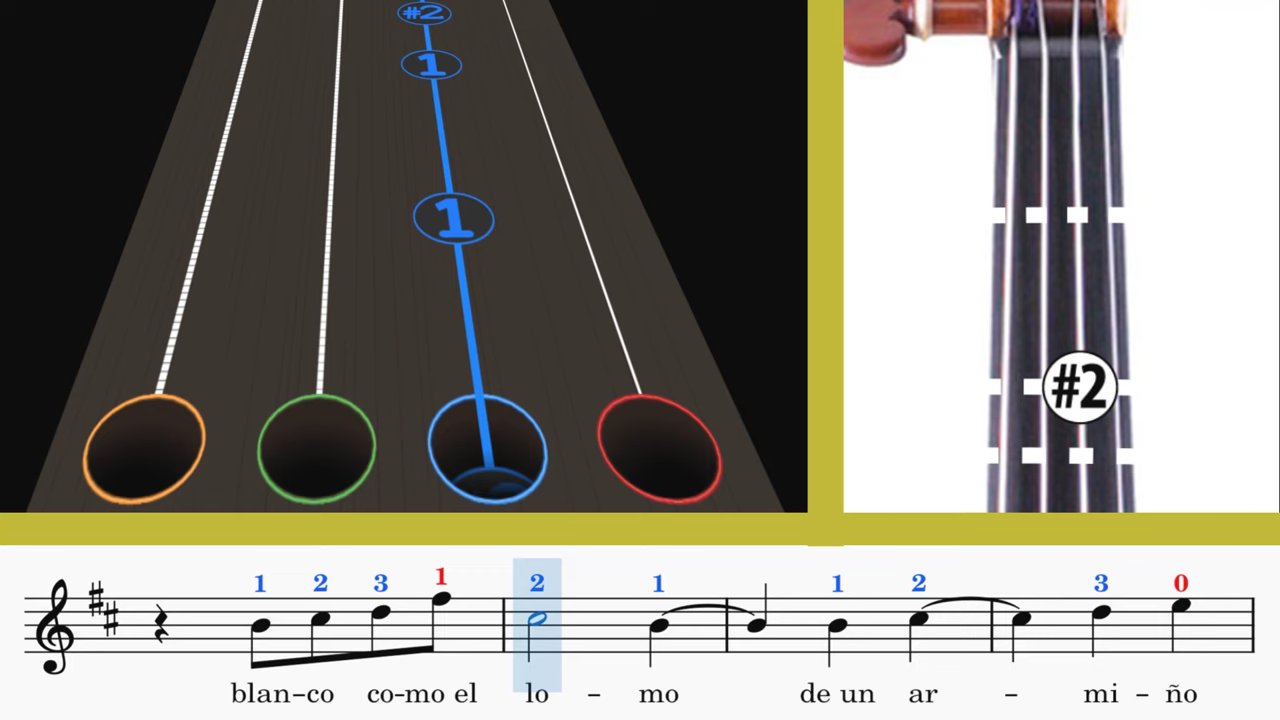 #2
1
1
#2
1 2 3 1 2 1 1 2 3 0
blan-co co-mo el lo - mo de un ar - mi - ño